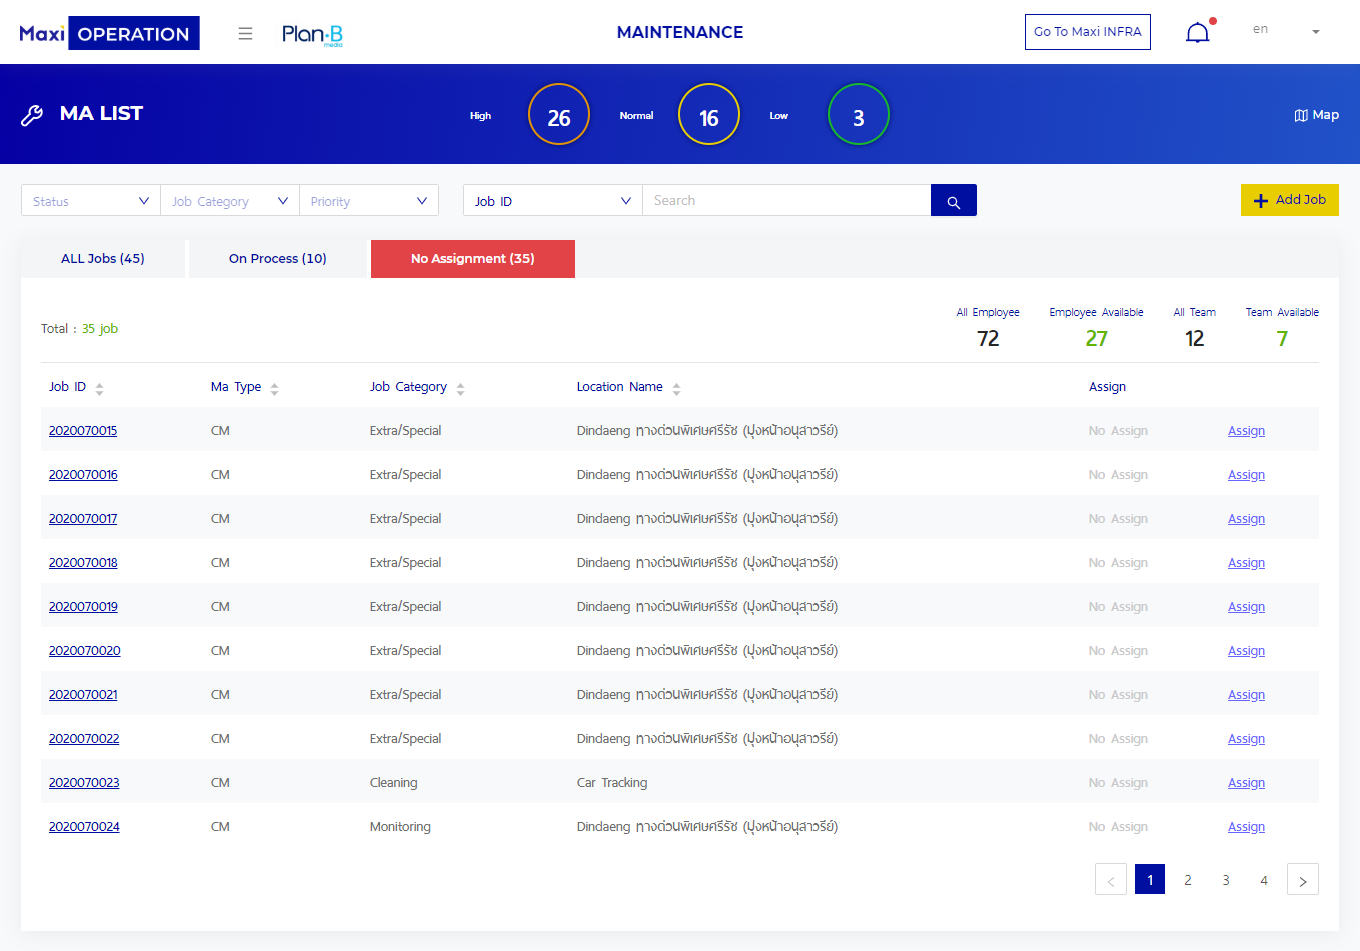 Maxi OPERATION
Plan B media
MAINTENANCE
Go To Maxi INFRA
en
MA LIST
High 26 Normal 16 Low 3
Map
Status Job Category Priority Job ID Search
Add Job
ALL Jobs (45) On Process (10) No Assignment (35)
Total : 35 job
All Employee Employee Available All Team Team Available
72 27 12 7
Job ID Ma Type Job Category Location Name Assign
2020070015 CM Extra/Special Dindaeng ทางด่วนพิเศษศรีรัช (มุ่งหน้าอนุสาวรีย์) No Assign Assign
2020070016 CM Extra/Special Dindaeng ทางด่วนพิเศษศรีรัช (มุ่งหน้าอนุสาวรีย์) No Assign Assign
2020070017 CM Extra/Special Dindaeng ทางด่วนพิเศษศรีรัช (มุ่งหน้าอนุสาวรีย์) No Assign Assign
2020070018 CM Extra/Special Dindaeng ทางด่วนพิเศษศรีรัช (มุ่งหน้าอนุสาวรีย์) No Assign Assign
2020070019 CM Extra/Special Dindaeng ทางด่วนพิเศษศรีรัช (มุ่งหน้าอนุสาวรีย์) No Assign Assign
2020070020 CM Extra/Special Dindaeng ทางด่วนพิเศษศรีรัช (มุ่งหน้าอนุสาวรีย์) No Assign Assign
2020070021 CM Extra/Special Dindaeng ทางด่วนพิเศษศรีรัช (มุ่งหน้าอนุสาวรีย์) No Assign Assign
2020070022 CM Extra/Special Dindaeng ทางด่วนพิเศษศรีรัช (มุ่งหน้าอนุสาวรีย์) No Assign Assign
2020070023 CM Cleaning Car Tracking No Assign Assign
2020070024 CM Monitoring Dindaeng ทางด่วนพิเศษศรีรัช (มุ่งหน้าอนุสาวรีย์) No Assign Assign
< 1 2 3 4 >